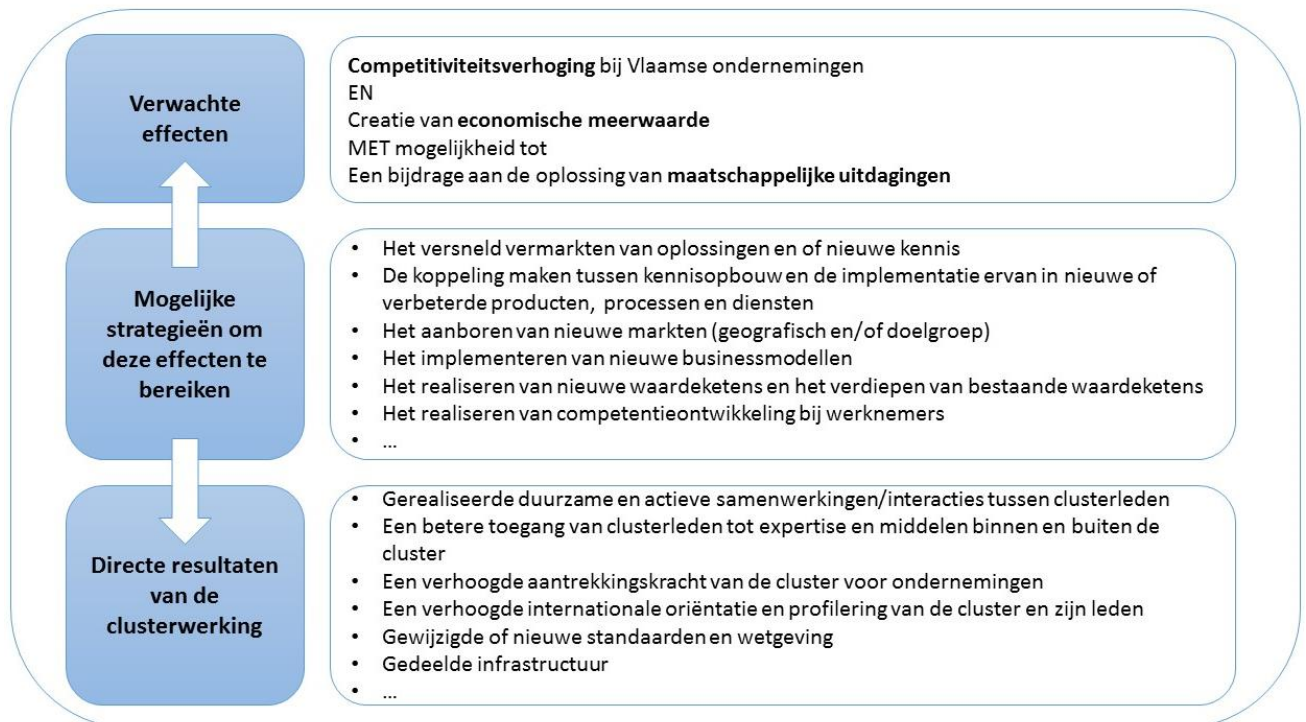 Verwachte
effecten
Competitiviteitsverhoging bij Vlaamse ondernemingen
EN
Creatie van economische meerwaarde
MET mogelijkheid tot
Een bijdrage aan de oplossing van maatschappelijke uitdagingen
Mogelijke
strategieën om
deze effecten te
bereiken
• Het versneld vermarkten van oplossingen en of nieuwe kennis
• De koppeling maken tussen kennisopbouw en de implementatie ervan in nieuwe of
verbeterde producten, processen en diensten
• Het aanboren van nieuwe markten (geografisch en/of doelgroep)
• Het implementeren van nieuwe businessmodellen
• Het realiseren van nieuwe waardeketens en het verdiepen van bestaande waardeketens
• Het realiseren van competentieontwikkeling bij werknemers
• ...
Directe resultaten
van de
clusterwerking
• Gerealiseerde duurzame en actieve samenwerkingen/interacties tussen clusterleden
• Een betere toegang van clusterleden tot expertise en middelen binnen en buiten de
cluster
• Een verhoogde aantrekkingskracht van de cluster voor ondernemingen
• Een verhoogde internationale oriëntatie en profilering van de cluster en zijn leden
• Gewijzigde of nieuwe standaarden en wetgeving
• Gedeelde infrastructuur
• ...